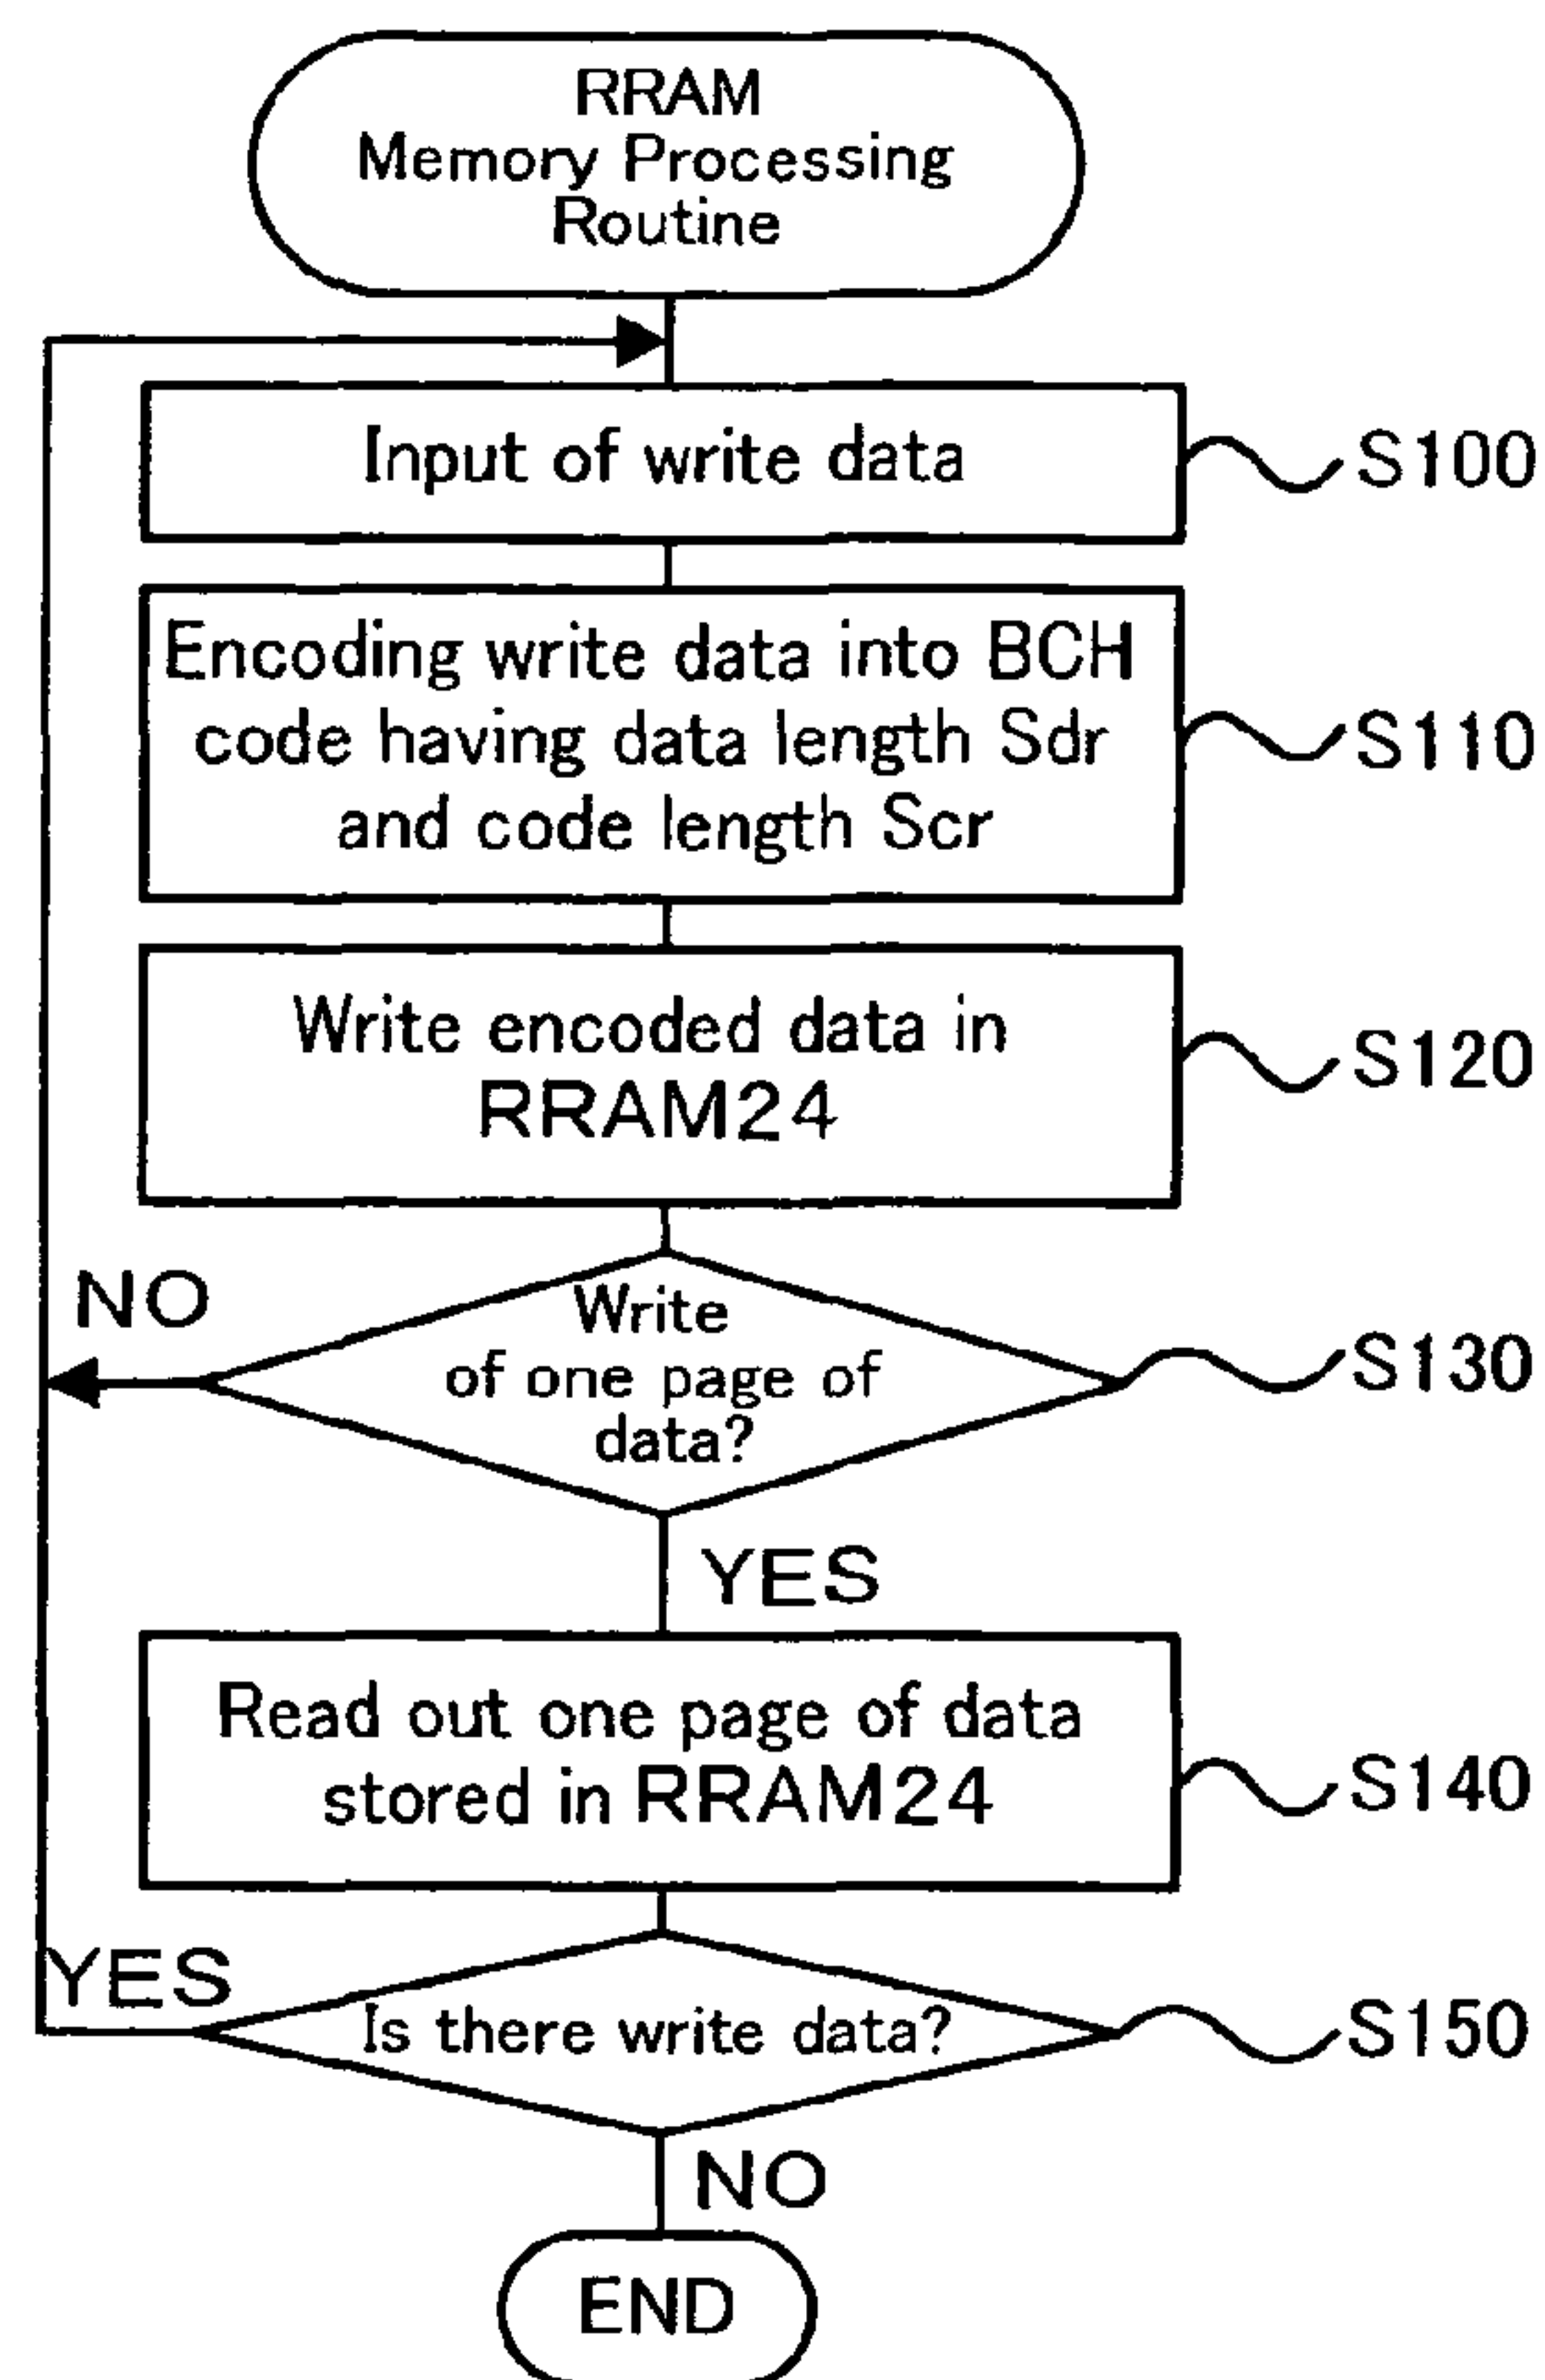 RRAM
Memory Processing
Routine
Input of write data
S100
Encoding write data into BCH
code having data length Sdr
and code length Scr
S110
Write encoded data in
RRAM24
S120
NO
Write
of one page of
data?
S130
YES
Read out one page of data
stored in RRAM24
S140
YES
Is there write data?
S150
NO
END